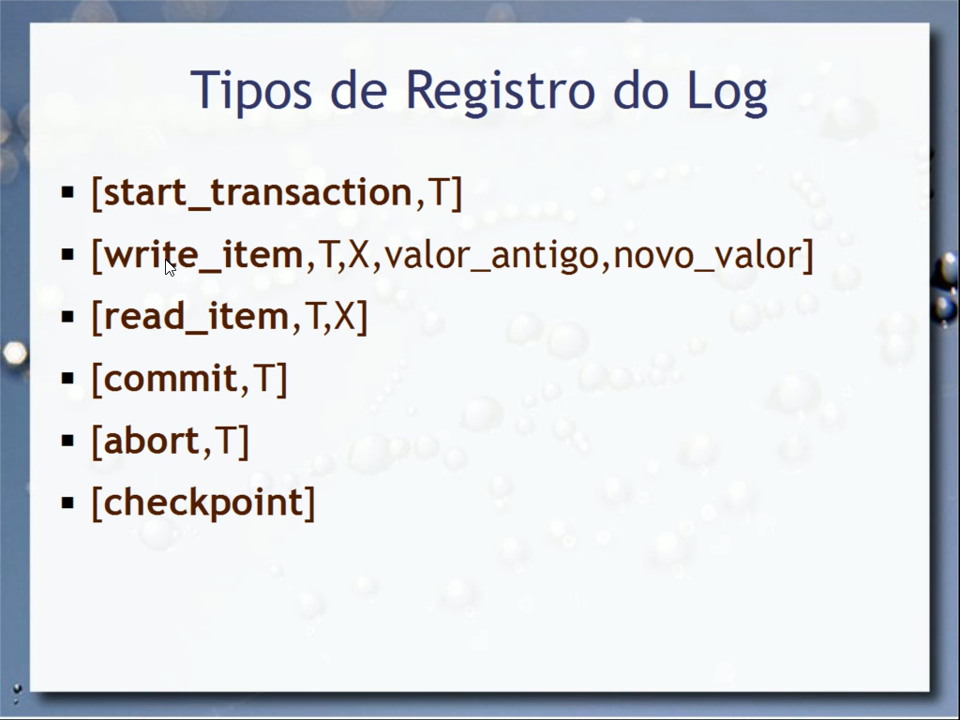 Tipos de Registro do Log
[start_transaction,T]
[write_item,T,X,valor_antigo,novo_valor]
[read_item,T,X]
[commit,T]
[abort,T]
[checkpoint]